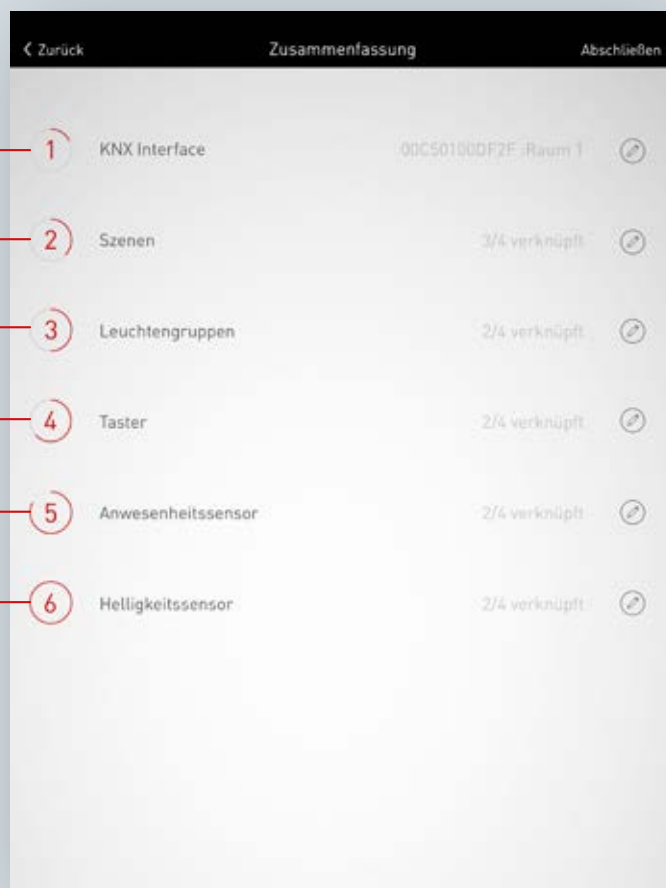 Zurück Zusammenfassung Abschließen
1 KNX Interface 00C50100DF2F :Raum 1
2 Szenen 3/4 verknüpft
3 Leuchtengruppen 2/4 verknüpft
4 Taster 2/4 verknüpft
5 Anwesenheitssensor 2/4 verknüpft
6 Helligkeitssensor 2/4 verknüpft